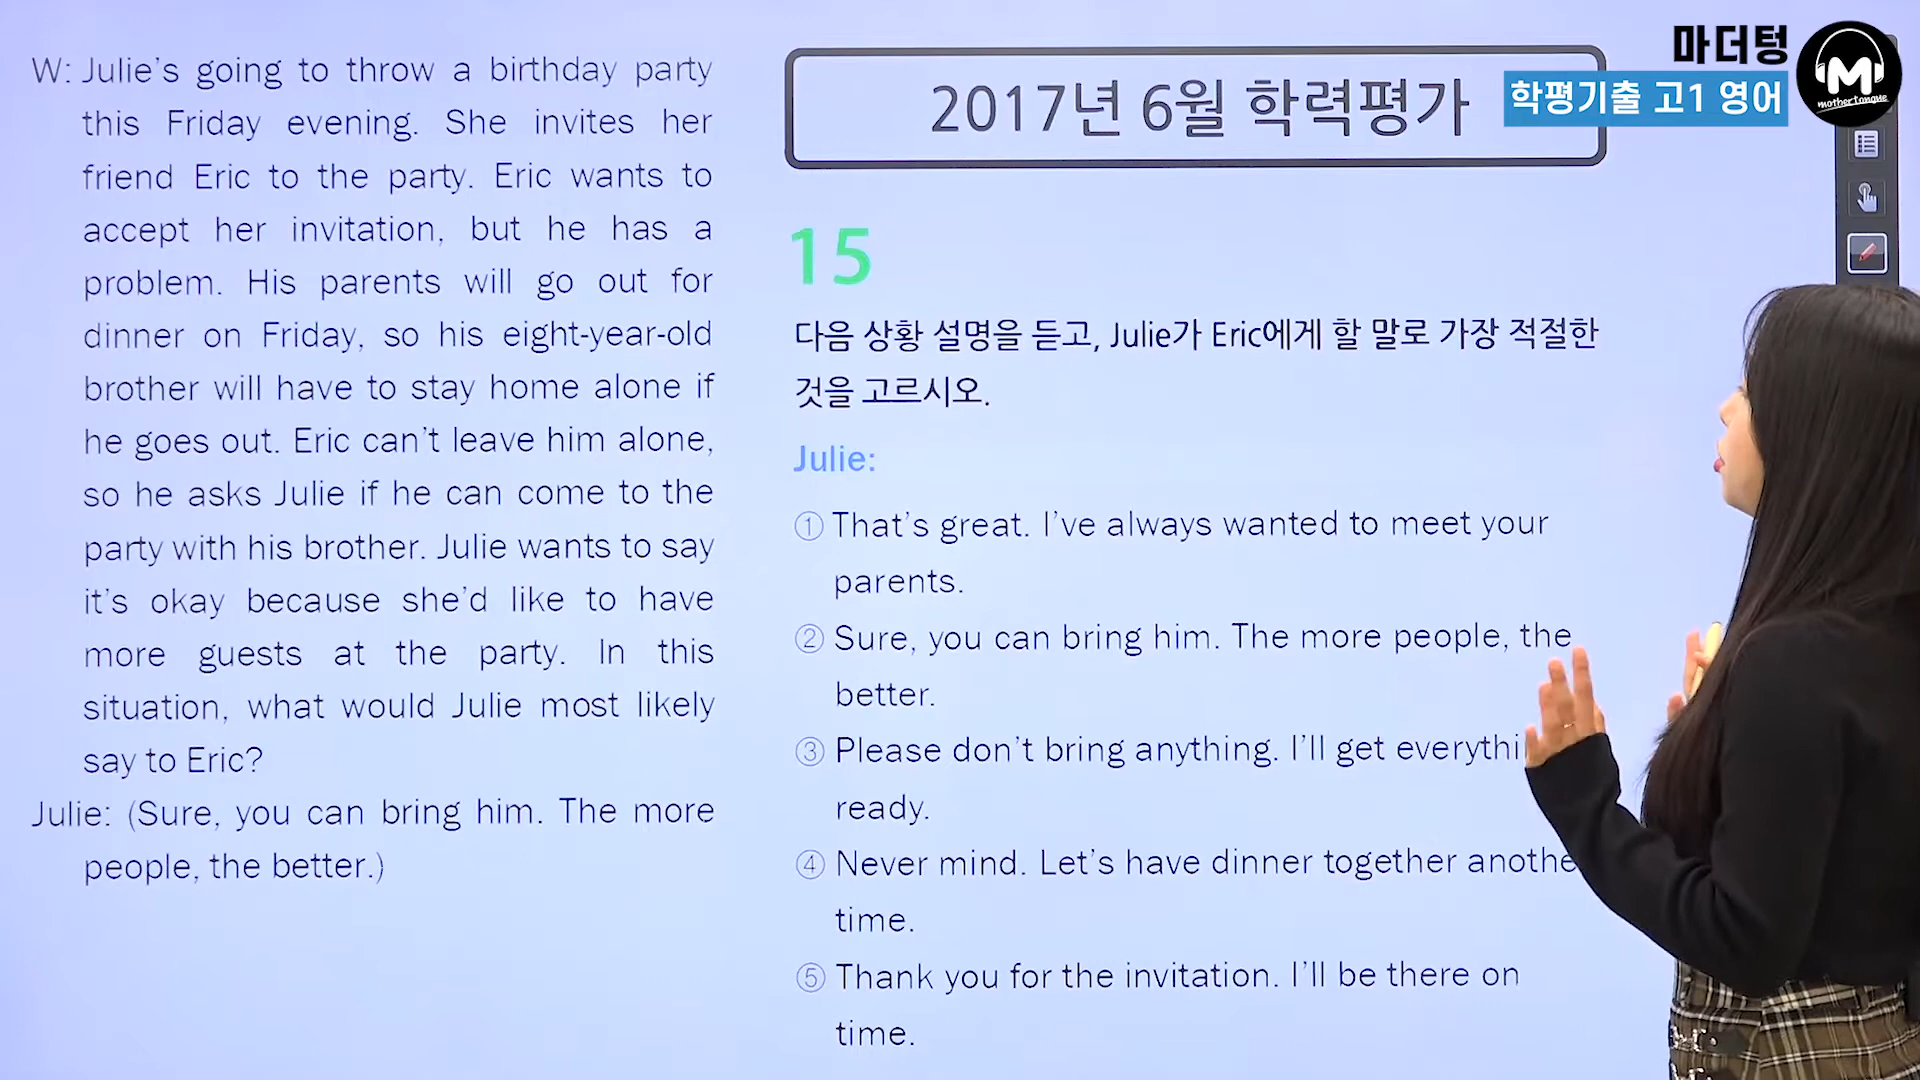 W: Julie's going to throw a birthday party
this Friday evening. She invites her
friend Eric to the party. Eric wants to
accept her invitation, but he has a
problem. His parents will go out for
dinner on Friday, so his eight-year-old
brother will have to stay home alone if
he goes out. Eric can't leave him alone,
so he asks Julie if he can come to the
party with his brother. Julie wants to say
it's okay because she'd like to have
more guests at the party. In this
situation, what would Julie most likely
say to Eric?
Julie: (Sure, you can bring him. The more
people, the better.)
2017년 6월 학력평가
마더텅
학평기출 고1 영어
M
mothertongue
15
다음 상황 설명을 듣고, Julie가 Eric에게 할 말로 가장 적절한
것을 고르시오.
Julie:
① That's great. I've always wanted to meet your
parents.
② Sure, you can bring him. The more people, the
better.
③ Please don't bring anything. I'll get
ready.
④ Never mind. Let's have dinner together
time.
⑤ Thank you for the invitation. I'll be there on
time.